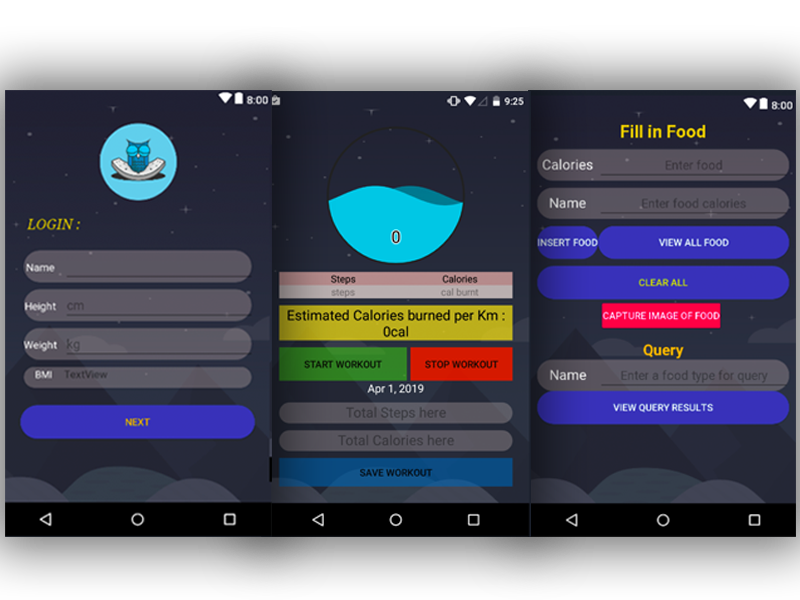 8:00
LOGIN :
Name
Height cm
Weight kg
BMI TextView
NEXT
9:25
0
Steps Calories
steps cal burnt
Estimated Calories burned per Km :
0cal
START WORKOUT STOP WORKOUT
Apr 1, 2019
Total Steps here
Total Calories here
SAVE WORKOUT
8:00
Fill in Food
Calories Enter food
Name Enter food calories
INSERT FOOD VIEW ALL FOOD
CLEAR ALL
CAPTURE IMAGE OF FOOD
Query
Name Enter a food type for query
VIEW QUERY RESULTS